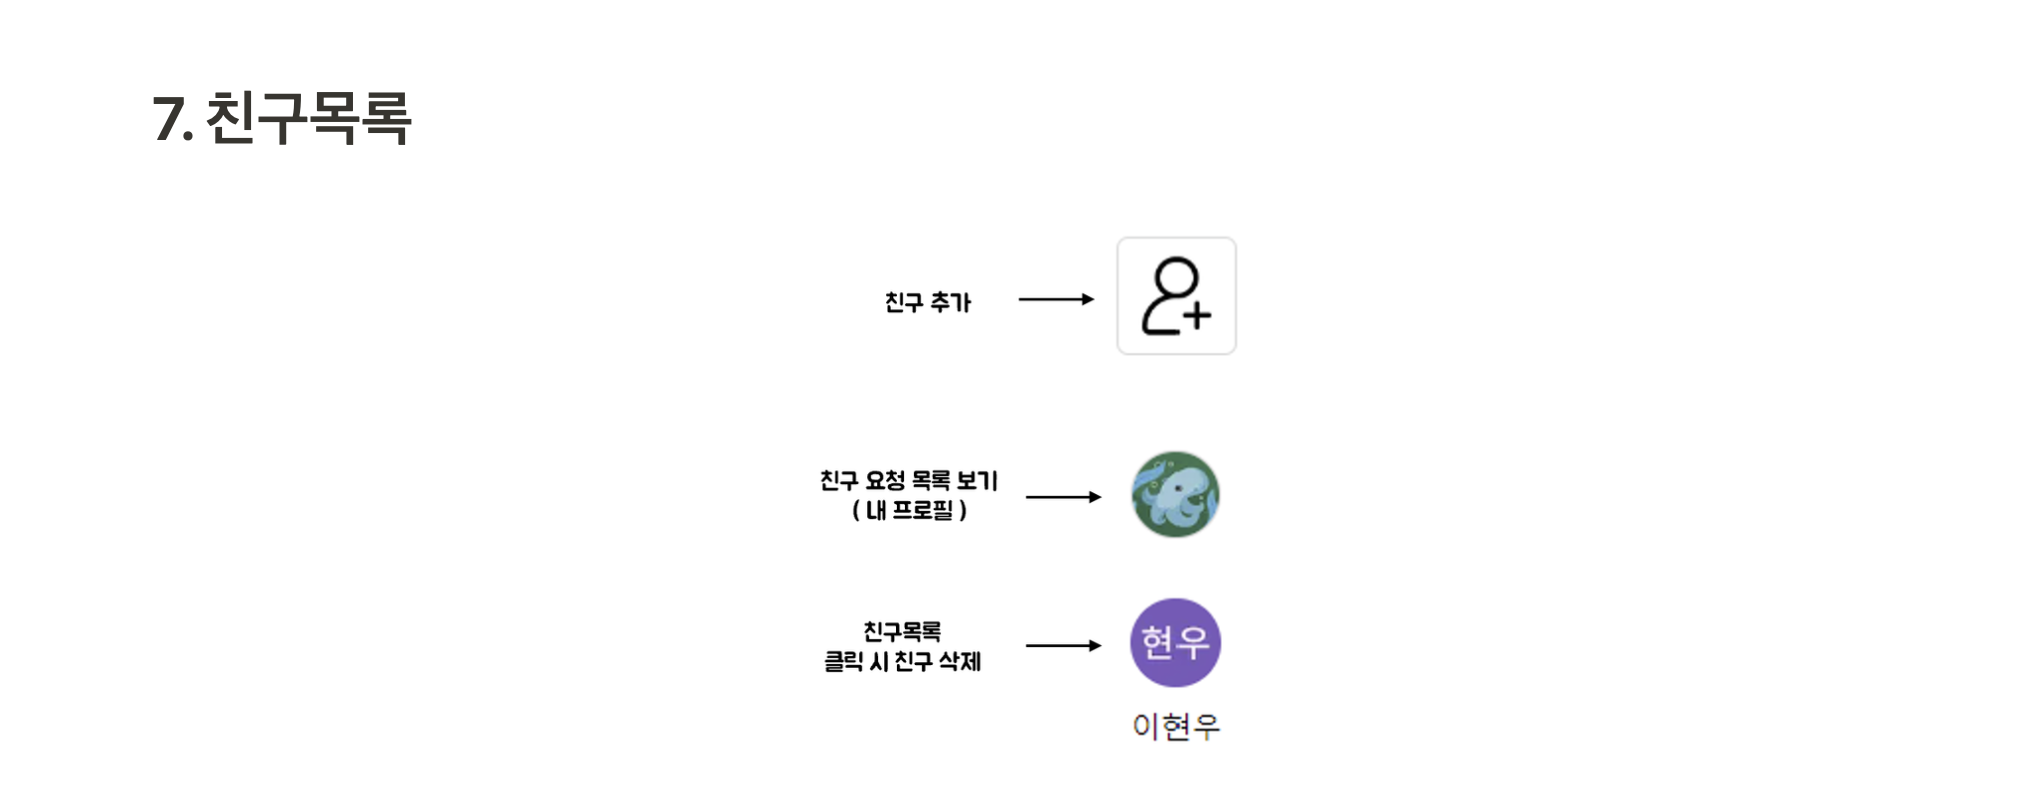 7. 친구목록
친구 추가
친구 요청 목록 보기
( 내 프로필 )
친구목록
클릭 시 친구 삭제
현우
이현우